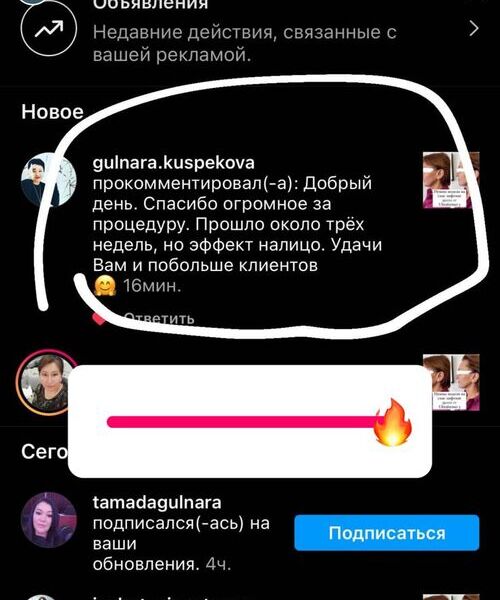 Объявления
Недавние действия, связанные с
вашей рекламой.
Новое
gulnara.kuspekova
прокомментировал(-а): Добрый
день. Спасибо огромное за
процедуру. Прошло около трёх
недель, но эффект налицо. Удачи
Вам и побольше клиентов
🤗 16мин.
Ответить
Сего
tamadagulnara
подписался(-ась) на
ваши
обновления. 4ч.
Подписаться